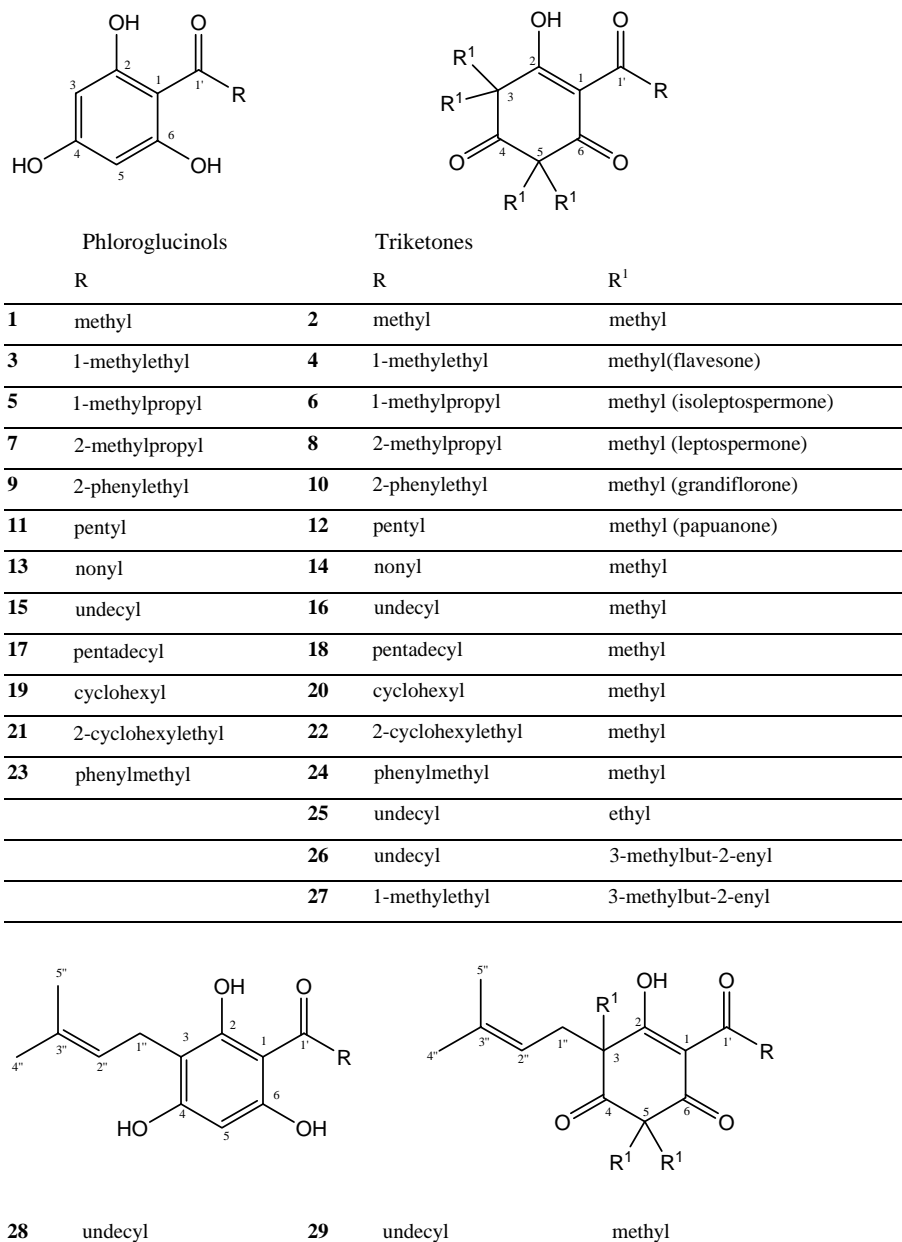 OH O OH O
R¹ 2 1 1' R
3 2 1 1' R
R¹ 3
4 6 O 4 5 6 O
HO 5 OH R¹ R¹
Phloroglucinols Triketones
R R R¹
1 methyl 2 methyl methyl
3 1-methylethyl 4 1-methylethyl methyl(flavesone)
5 1-methylpropyl 6 1-methylpropyl methyl (isoleptospermone)
7 2-methylpropyl 8 2-methylpropyl methyl (leptospermone)
9 2-phenylethyl 10 2-phenylethyl methyl (grandiflorone)
11 pentyl 12 pentyl methyl (papuanone)
13 nonyl 14 nonyl methyl
15 undecyl 16 undecyl methyl
17 pentadecyl 18 pentadecyl methyl
19 cyclohexyl 20 cyclohexyl methyl
21 2-cyclohexylethyl 22 2-cyclohexylethyl methyl
23 phenylmethyl 24 phenylmethyl methyl
25 undecyl ethyl
26 undecyl 3-methylbut-2-enyl
27 1-methylethyl 3-methylbut-2-enyl
5'' OH O 5'' R¹ OH O
3'' 1'' 3 2 1 1' R 3'' 1'' 3 2 1 1' R
4'' 2'' 4 6 4'' 2'' 4 5 6
HO 5 OH O O
R¹ R¹
28 undecyl 29 undecyl methyl